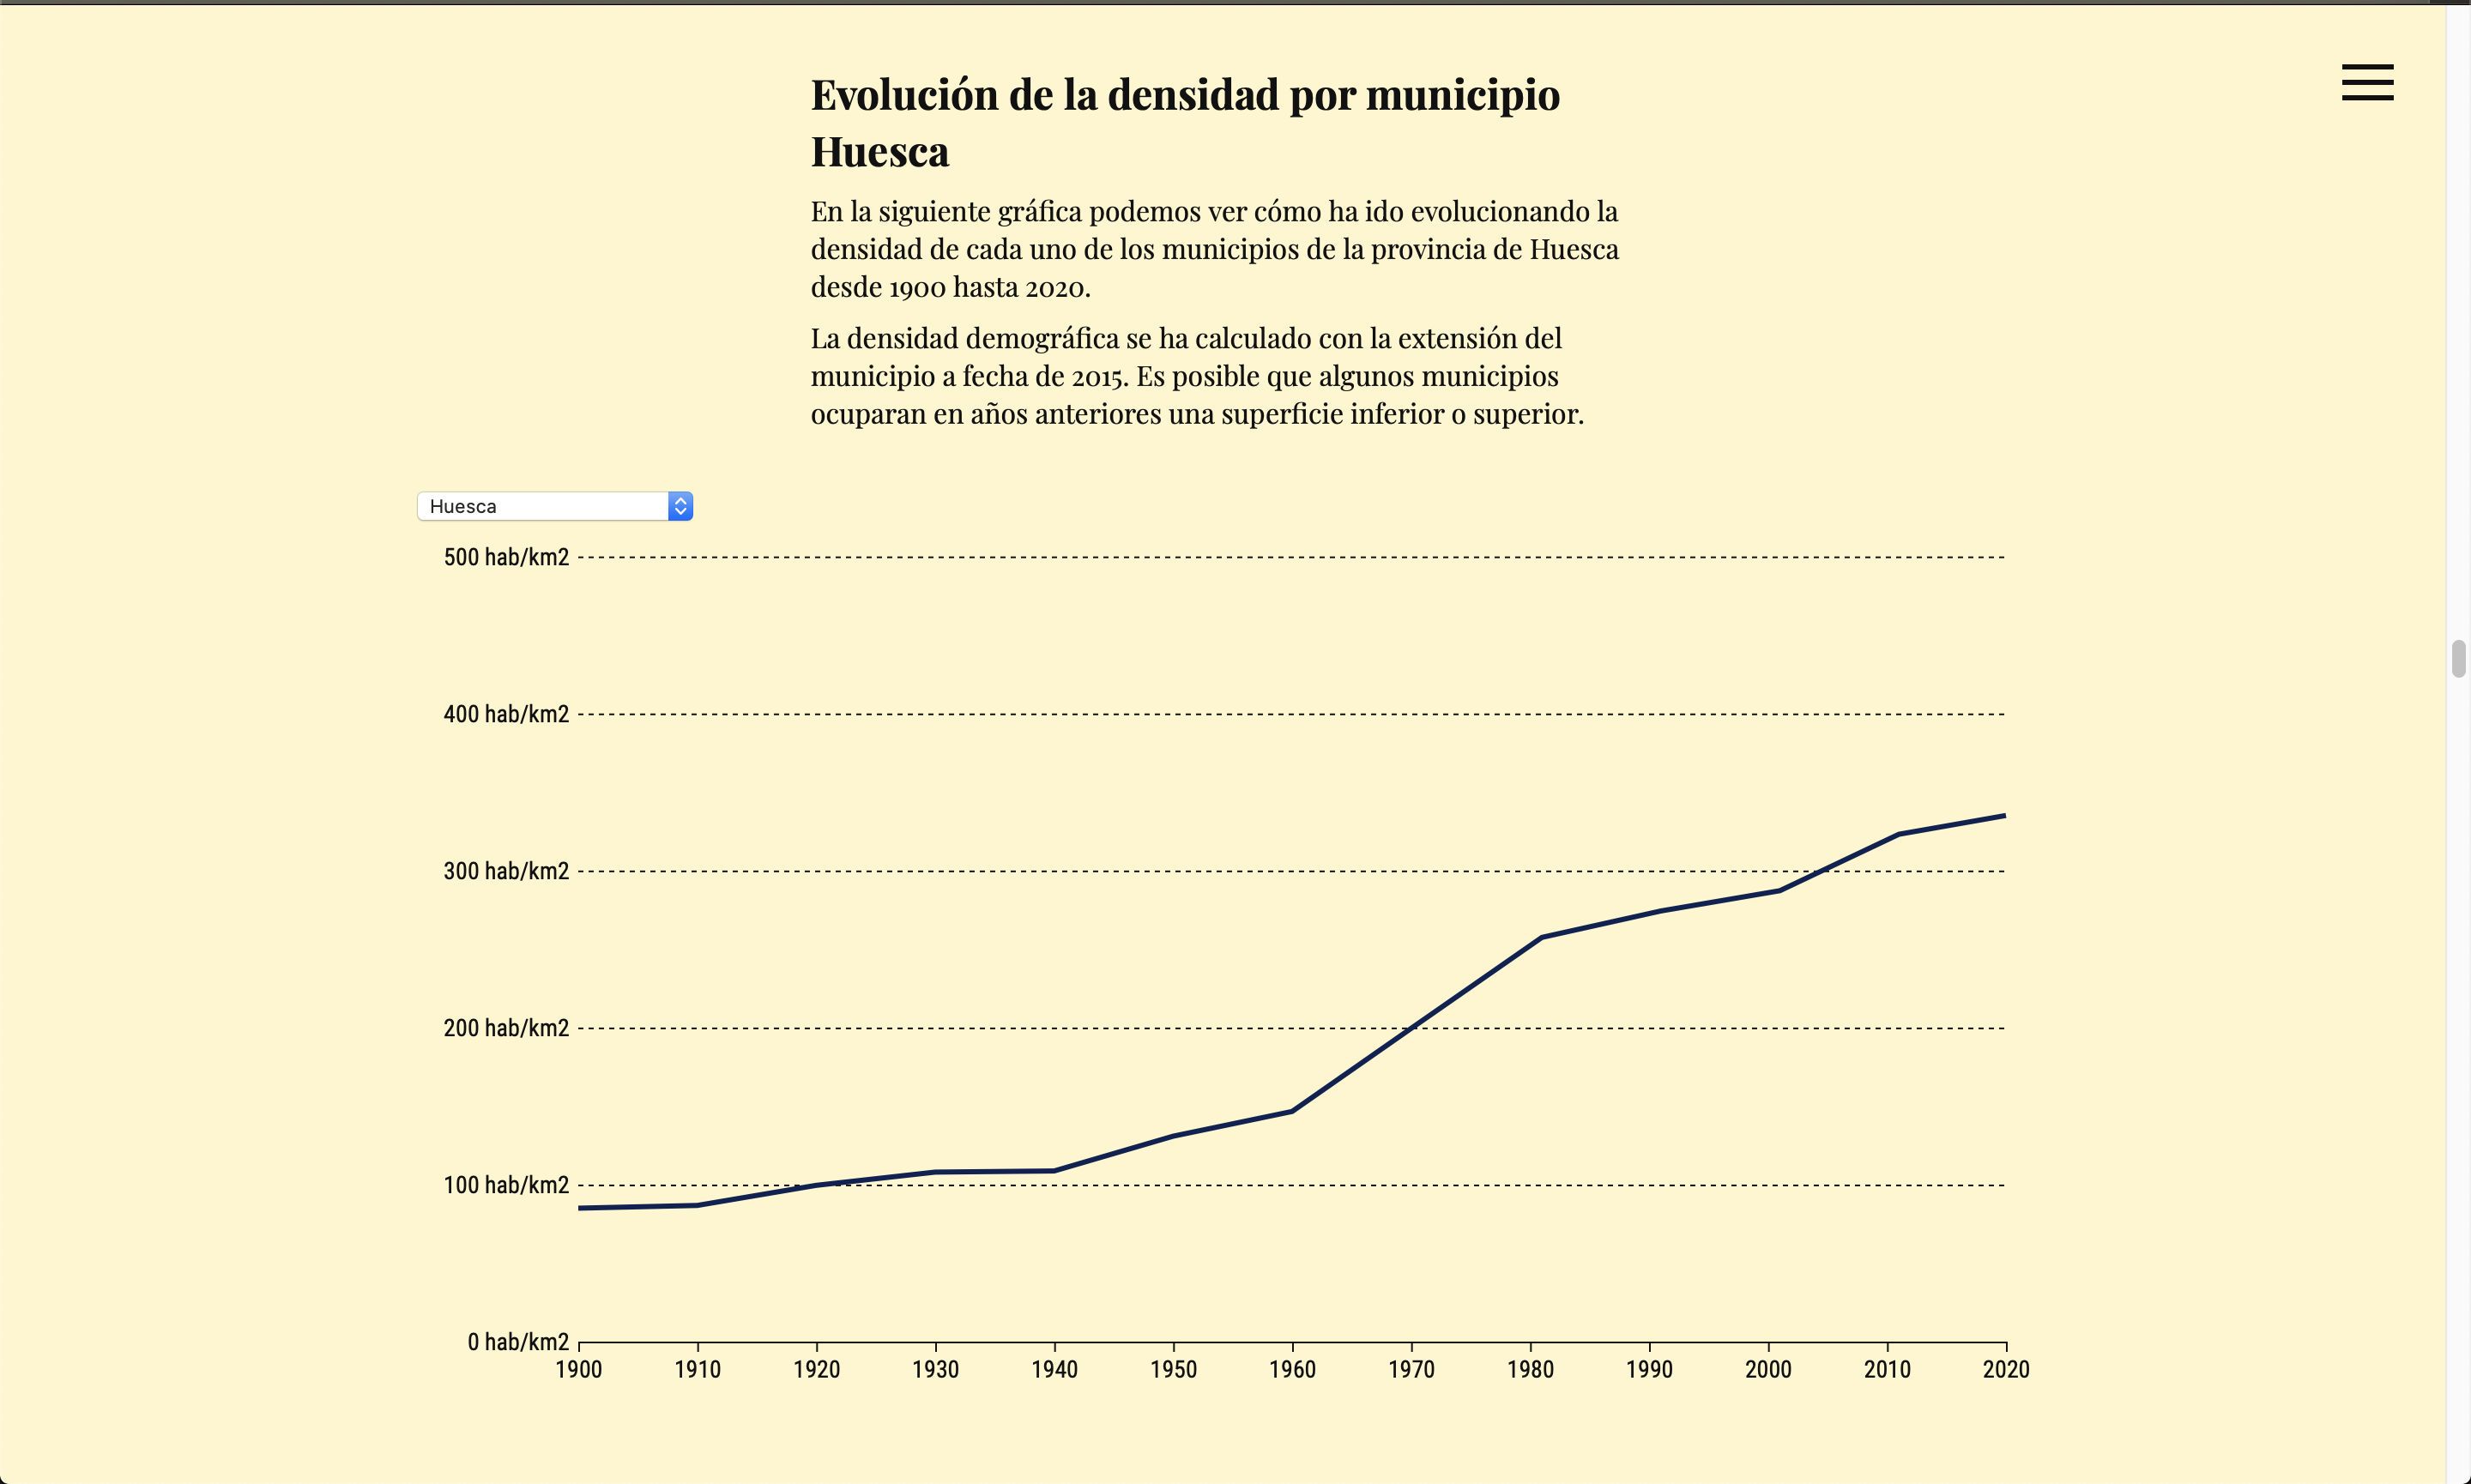 Evolución de la densidad por municipio
Huesca
En la siguiente gráfica podemos ver cómo ha ido evolucionando la
densidad de cada uno de los municipios de la provincia de Huesca
desde 1900 hasta 2020.
La densidad demográfica se ha calculado con la extensión del
municipio a fecha de 2015. Es posible que algunos municipios
ocuparan en años anteriores una superficie inferior o superior.
Huesca
500 hab/km2
400 hab/km2
300 hab/km2
200 hab/km2
100 hab/km2
0 hab/km2
1900 1910 1920 1930 1940 1950 1960 1970 1980 1990 2000 2010 2020